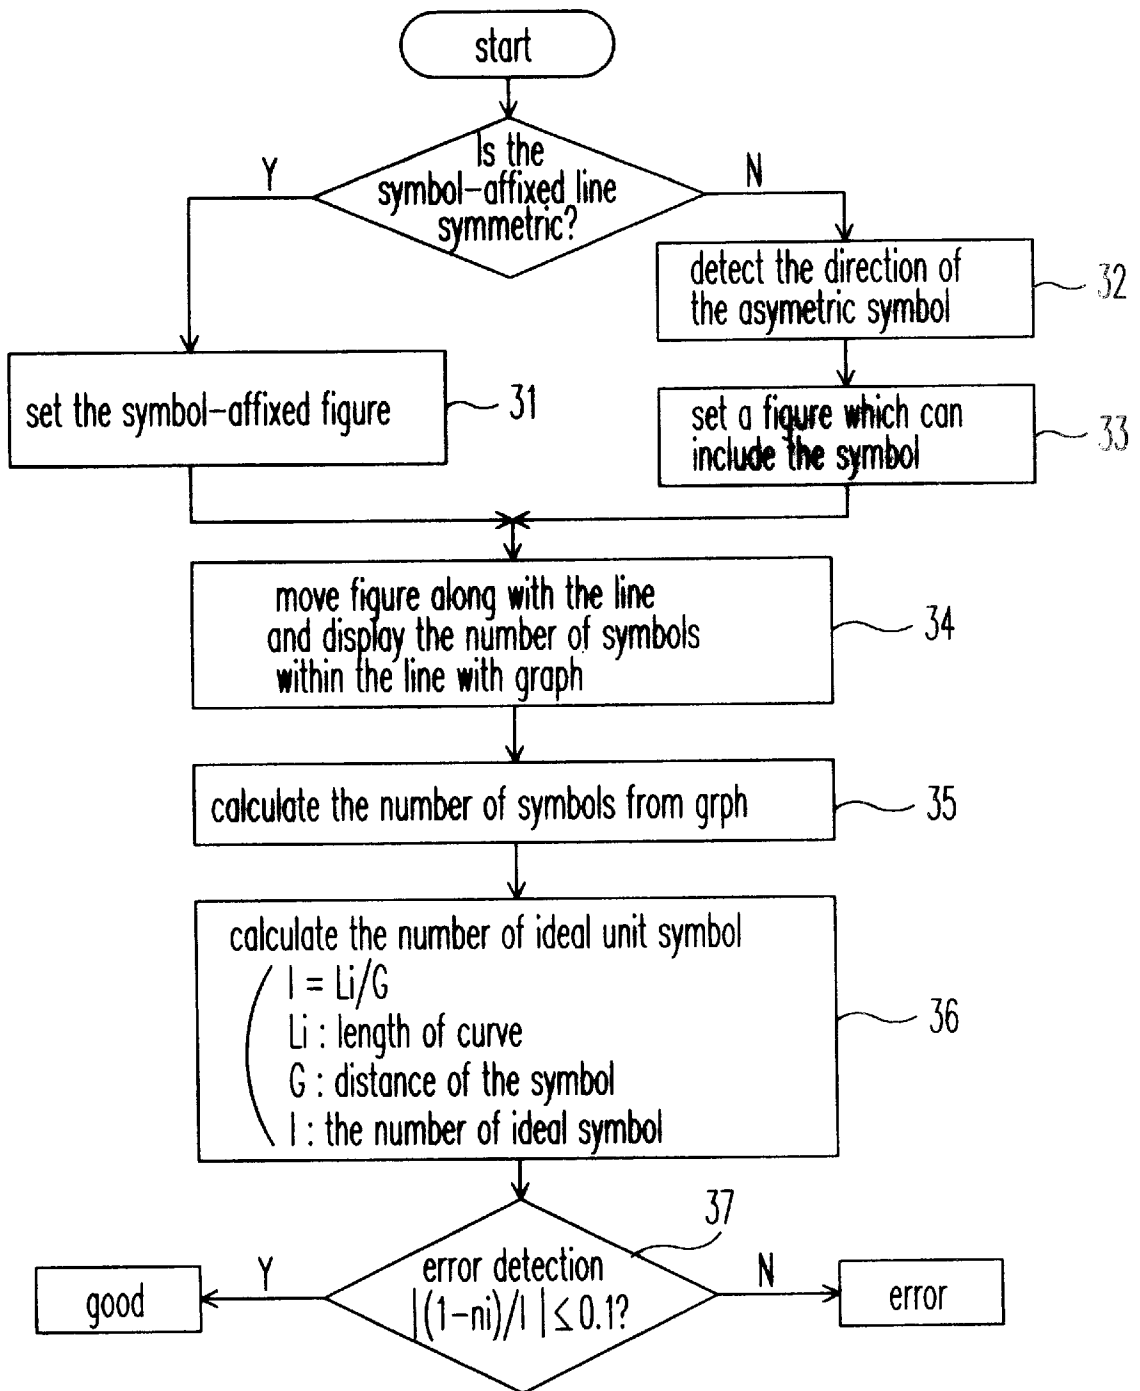 start
Is the
symbol-affixed line
symmetric?
Y
N
detect the direction of
the asymetric symbol
32
set the symbol-affixed figure
31
set a figure which can
include the symbol
33
move figure along with the line
and display the number of symbols
within the line with graph
34
calculate the number of symbols from grph
35
calculate the number of ideal unit symbol
I = Li/G
Li : length of curve
G : distance of the symbol
I : the number of ideal symbol
36
37
error detection
|(1-ni)/I | ≤ 0.1?
Y
N
good
error